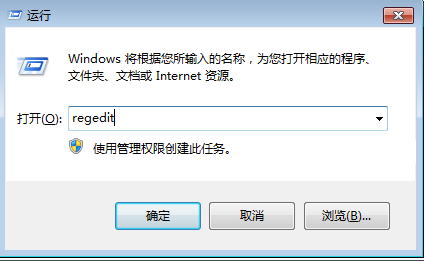 运行
Windows 将根据您所输入的名称，为您打开相应的程序、
文件夹、文档或 Internet 资源。
打开(O): regedit
使用管理权限创建此任务。
确定 取消 浏览(B)...